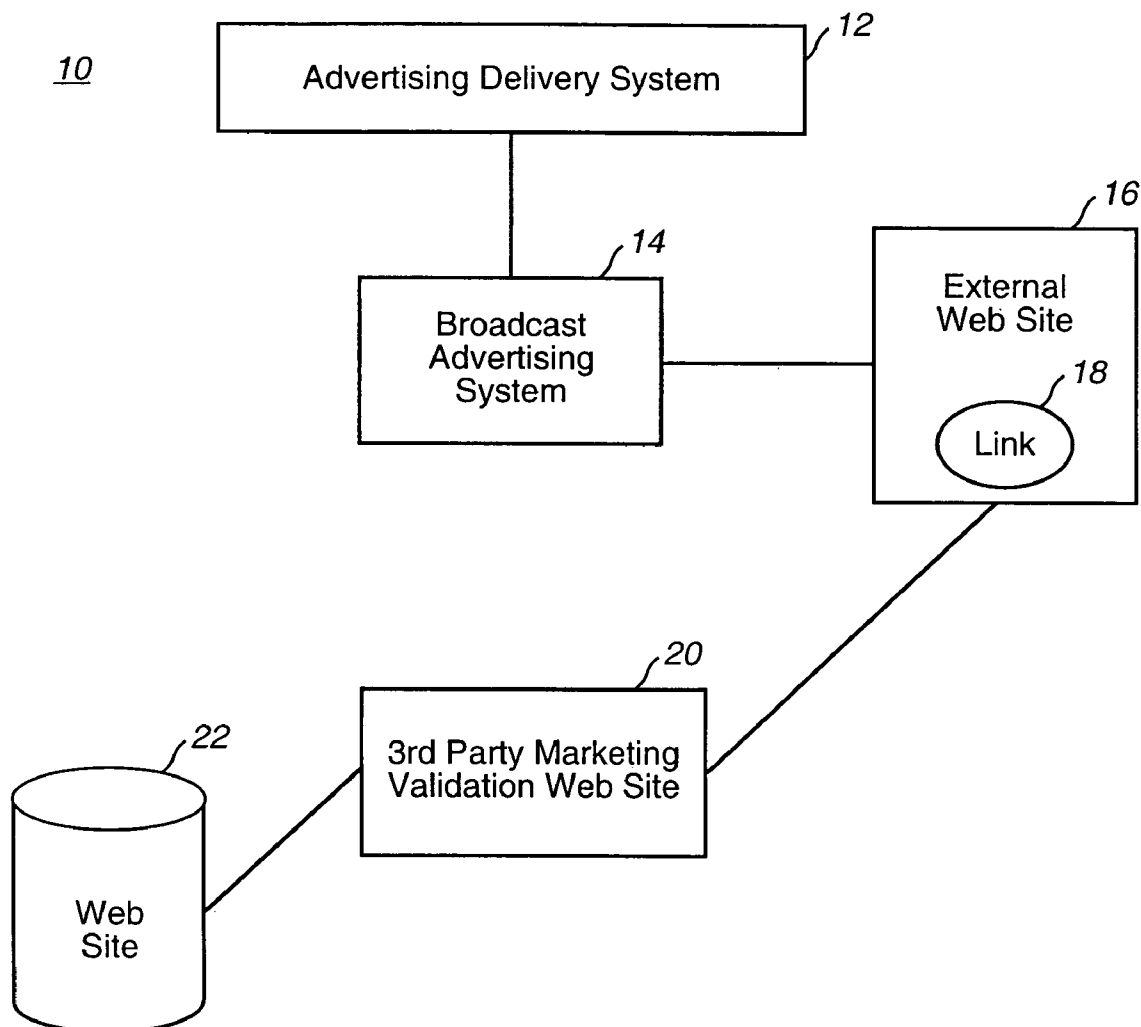 12
10
Advertising Delivery System
16
14
External
Web Site
Broadcast
Advertising
System
18
Link
20
3rd Party Marketing
Validation Web Site
22
Web
Site